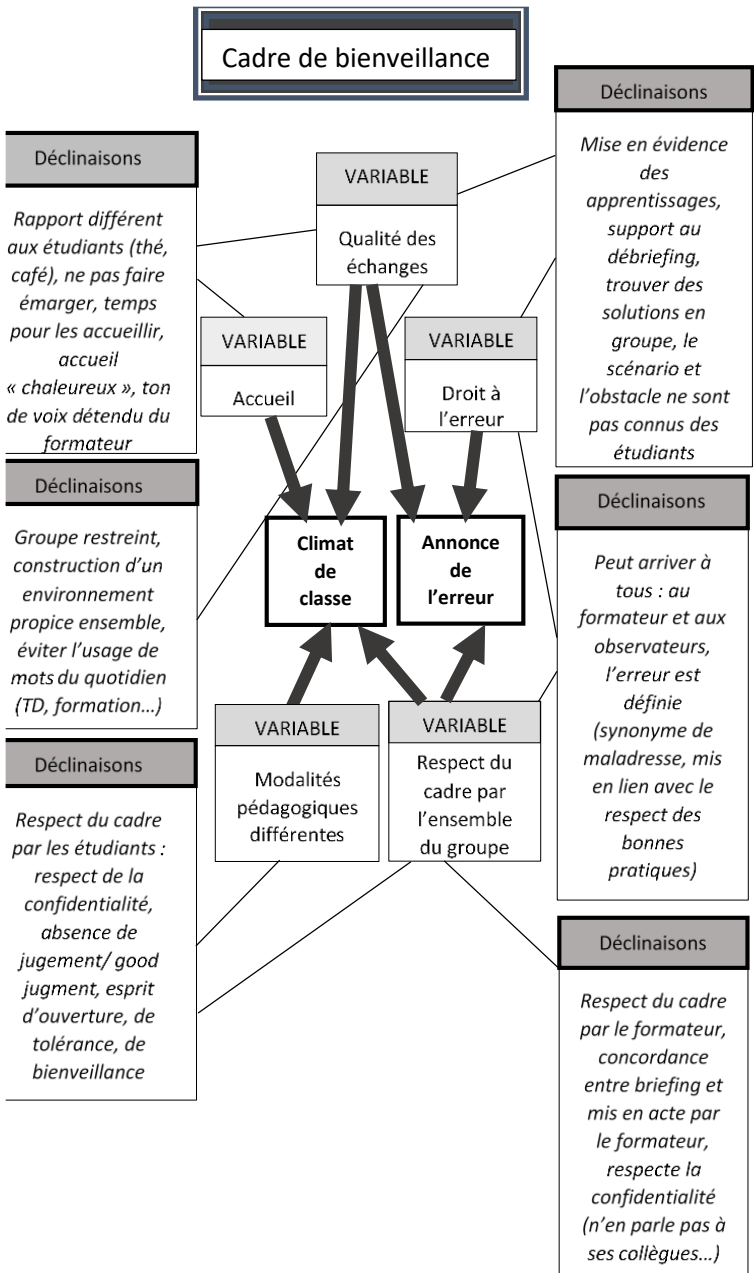 Cadre de bienveillance
Déclinaisons
Rapport différent
aux étudiants (thé,
café), ne pas faire
émarger, temps
pour les accueillir,
accueil
« chaleureux », ton
de voix détendu du
formateur
Déclinaisons
Groupe restreint,
construction d'un
environnement
propice ensemble,
éviter l'usage de
mots du quotidien
(TD, formation...)
Déclinaisons
Respect du cadre
par les étudiants :
respect de la
confidentialité,
absence de
jugement/ good
jugment, esprit
d'ouverture, de
tolérance, de
bienveillance
VARIABLE
Qualité des
échanges
VARIABLE
Accueil
VARIABLE
Droit à
l'erreur
Climat
de
classe
Annonce
de
l'erreur
VARIABLE
Modalités
pédagogiques
différentes
VARIABLE
Respect du
cadre par
l'ensemble
du groupe
Déclinaisons
Mise en évidence
des
apprentissages,
support au
débriefing,
trouver des
solutions en
groupe, le
scénario et
l'obstacle ne sont
pas connus des
étudiants
Déclinaisons
Peut arriver à
tous : au
formateur et aux
observateurs,
l'erreur est
définie
(synonyme de
maladresse, mis
en lien avec le
respect des
bonnes
pratiques)
Déclinaisons
Respect du cadre
par le formateur,
concordance
entre briefing et
mis en acte par
le formateur,
respecte la
confidentialité
(n'en parle pas à
ses collègues...)